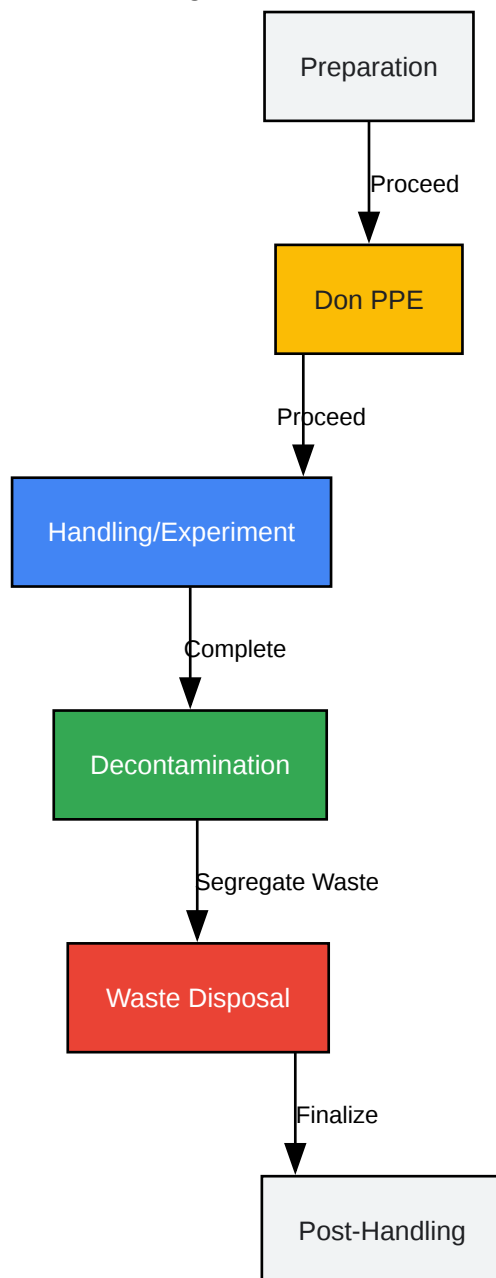 Preparation
Proceed
Don PPE
Proceed
Handling/Experiment
Complete
Decontamination
Segregate Waste
Waste Disposal
Finalize
Post-Handling